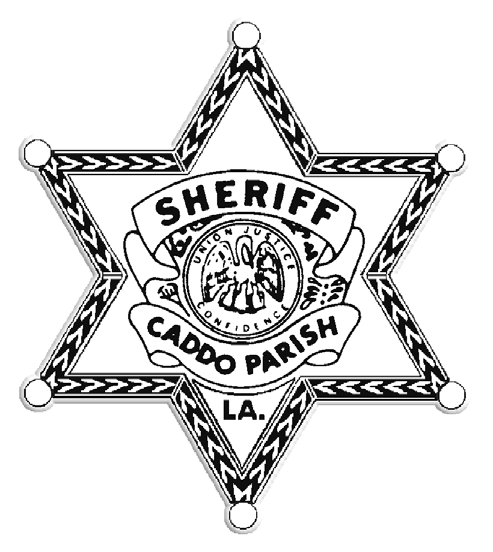 SHERIFF
UNION JUSTICE
CONFIDENCE
CADDO PARISH
LA.